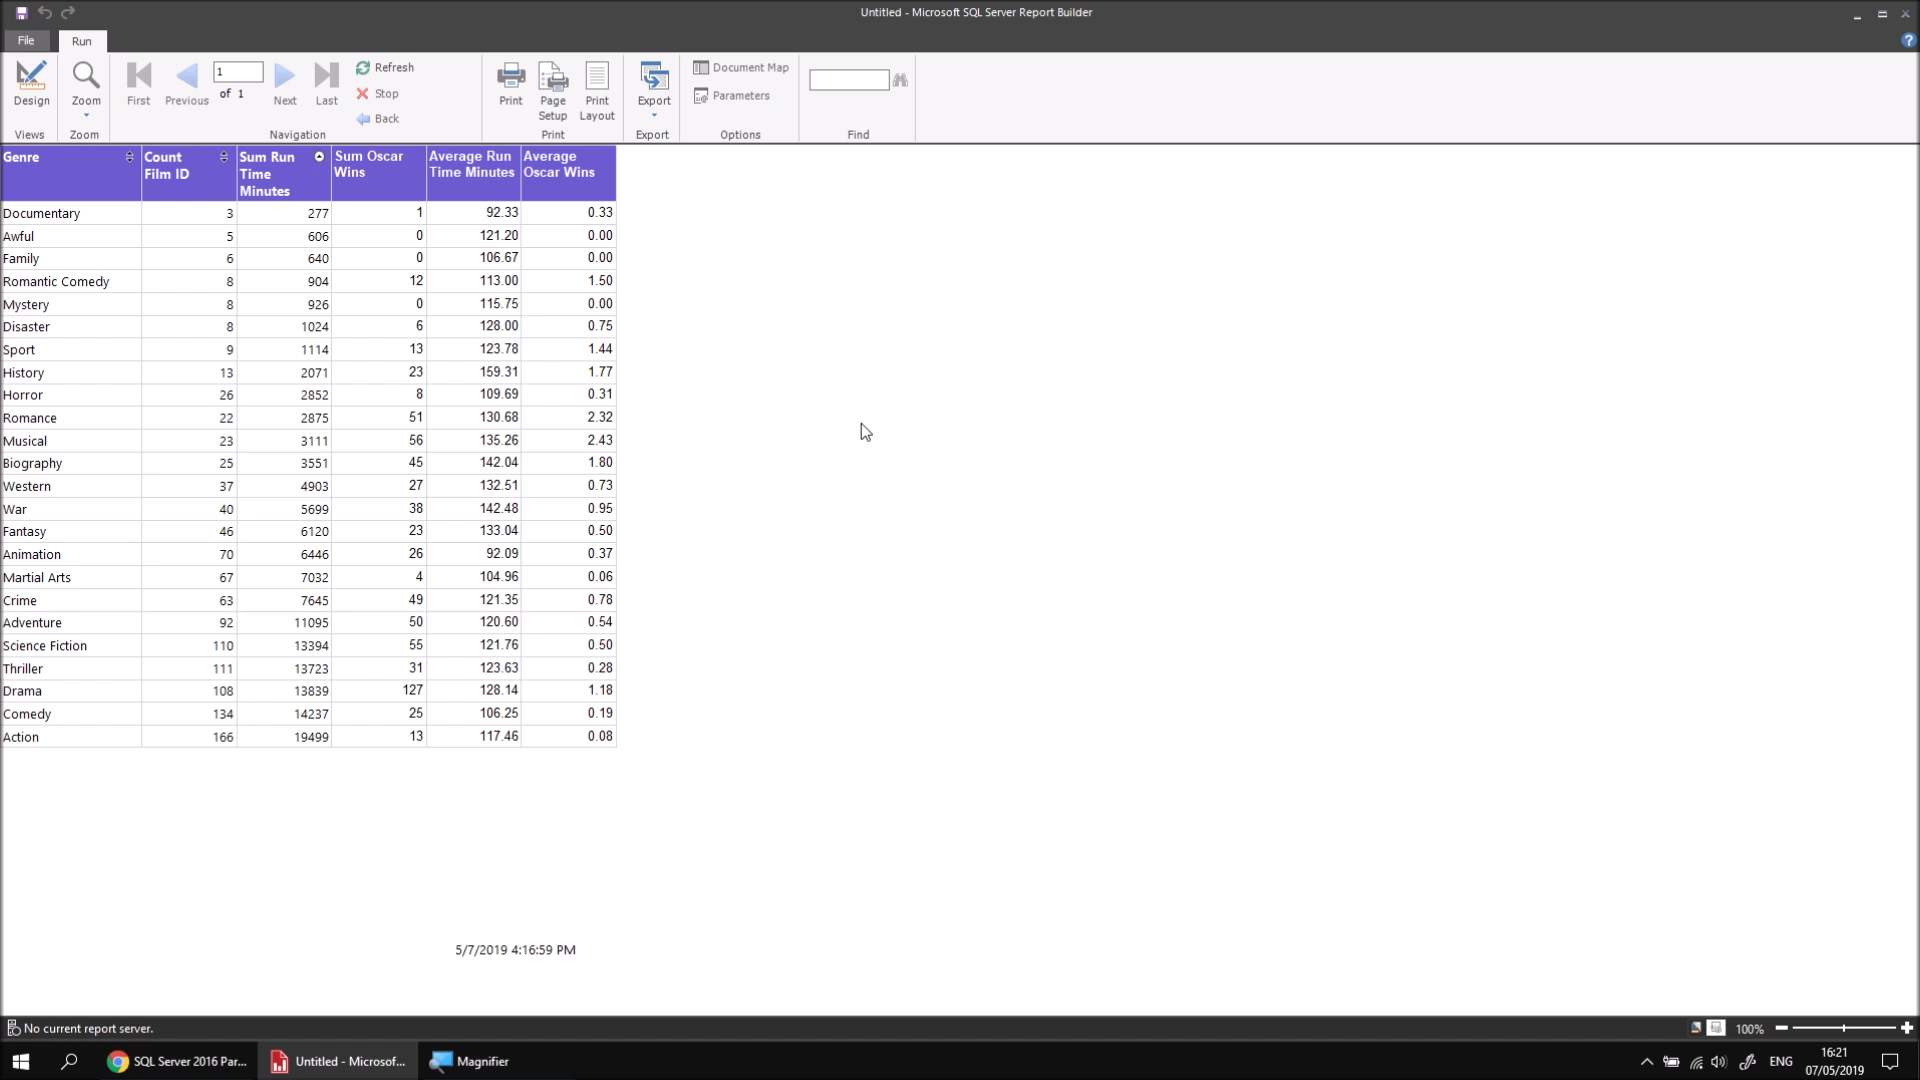 Untitled - Microsoft SQL Server Report Builder
File Run
Design Zoom First Previous 1 of 1 Next Last Refresh Stop Back Print Page Setup Print Layout Export Document Map Parameters
Views Zoom Navigation Print Export Options Find
Genre Count Film ID Sum Run Time Minutes Sum Oscar Wins Average Run Time Minutes Average Oscar Wins
Documentary 3 277 1 92.33 0.33
Awful 5 606 0 121.20 0.00
Family 6 640 0 106.67 0.00
Romantic Comedy 8 904 12 113.00 1.50
Mystery 8 926 0 115.75 0.00
Disaster 8 1024 6 128.00 0.75
Sport 9 1114 13 123.78 1.44
History 13 2071 23 159.31 1.77
Horror 26 2852 8 109.69 0.31
Romance 22 2875 51 130.68 2.32
Musical 23 3111 56 135.26 2.43
Biography 25 3551 45 142.04 1.80
Western 37 4903 27 132.51 0.73
War 40 5699 38 142.48 0.95
Fantasy 46 6120 23 133.04 0.50
Animation 70 6446 26 92.09 0.37
Martial Arts 67 7032 4 104.96 0.06
Crime 63 7645 49 121.35 0.78
Adventure 92 11095 50 120.60 0.54
Science Fiction 110 13394 55 121.76 0.50
Thriller 111 13723 31 123.63 0.28
Drama 108 13839 127 128.14 1.18
Comedy 134 14237 25 106.25 0.19
Action 166 19499 13 117.46 0.08
5/7/2019 4:16:59 PM
No current report server. 100%
SQL Server 2016 Par... Untitled - Microsof... Magnifier ENG 16:21
07/05/2019